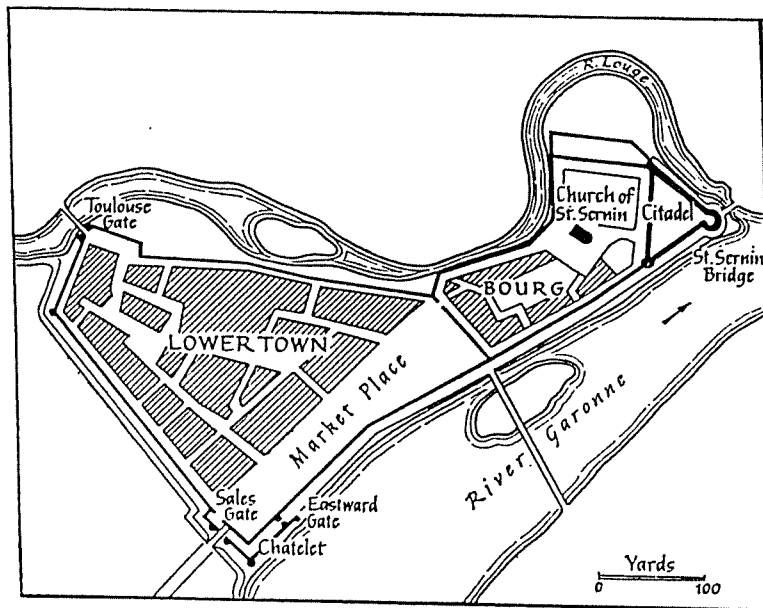 R. Louge
Toulouse
Gate
Church of
St. Sernin
Citadel
St. Sernin
Bridge
BOURG
LOWER TOWN
Market Place
River Garonne
Sales
Gate
Eastward
Gate
Chatelet
Yards
0 100